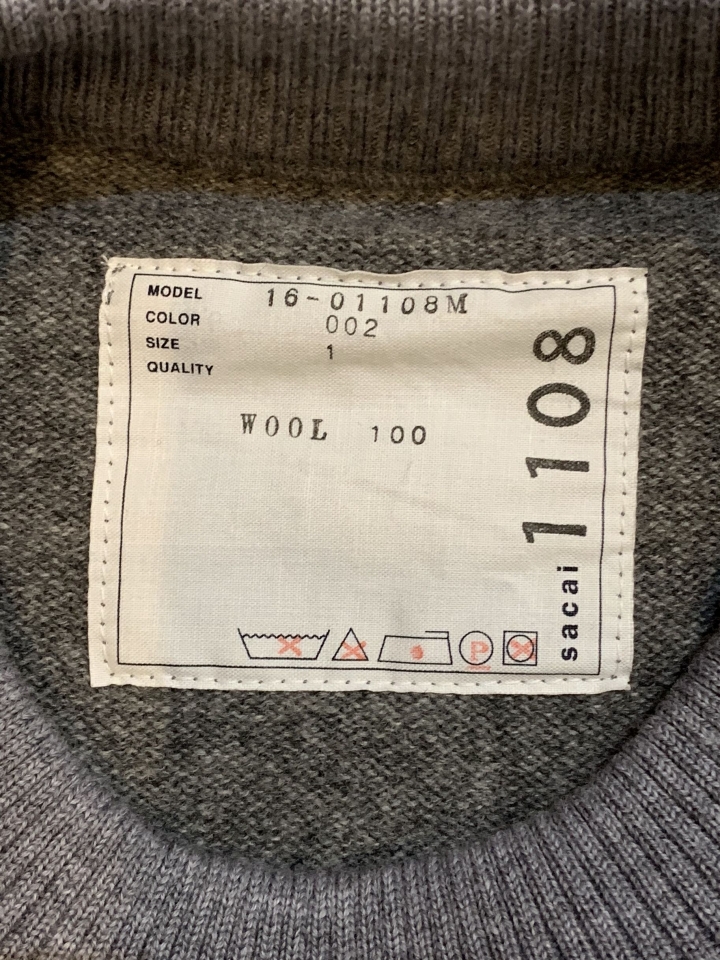 MODEL 16-01108M
COLOR 002
SIZE 1
QUALITY
WOOL 100
P
sacai 1108